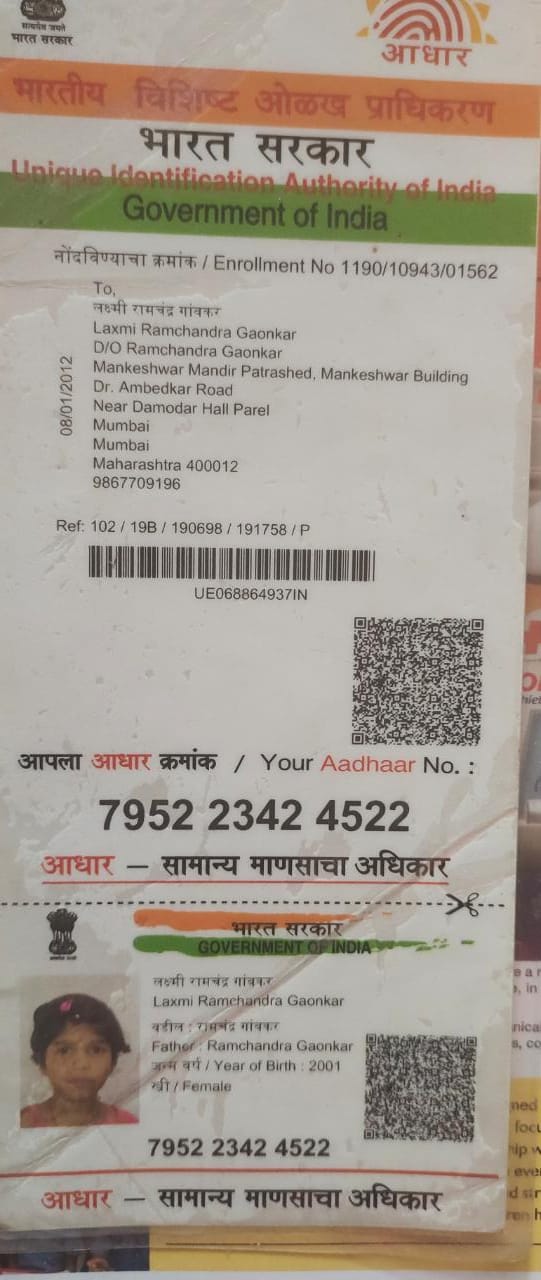 सत्यमेव जयते
भारत सरकार
आधार
भारतीय विशिष्ट ओळख प्राधिकरण
भारत सरकार
Unique Identification Authority of India
Government of India
नोंदविण्याचा क्रमांक / Enrollment No 1190/10943/01562
08/01/2012
To,
लक्ष्मी रामचंद्र गांवकर
Laxmi Ramchandra Gaonkar
D/O Ramchandra Gaonkar
Mankeshwar Mandir Patrashed, Mankeshwar Building
Dr. Ambedkar Road
Near Damodar Hall Parel
Mumbai
Mumbai
Maharashtra 400012
9867709196
Ref: 102 / 19B / 190698 / 191758 / P
UE068864937IN
आपला आधार क्रमांक / Your Aadhaar No. :
7952 2342 4522
आधार — सामान्य माणसाचा अधिकार
भारत सरकार
GOVERNMENT OF INDIA
लक्ष्मी रामचंद्र गांवकर
Laxmi Ramchandra Gaonkar
वडील : रामचंद्र गांवकर
Father : Ramchandra Gaonkar
जन्म वर्ष / Year of Birth : 2001
स्त्री / Female
7952 2342 4522
आधार — सामान्य माणसाचा अधिकार